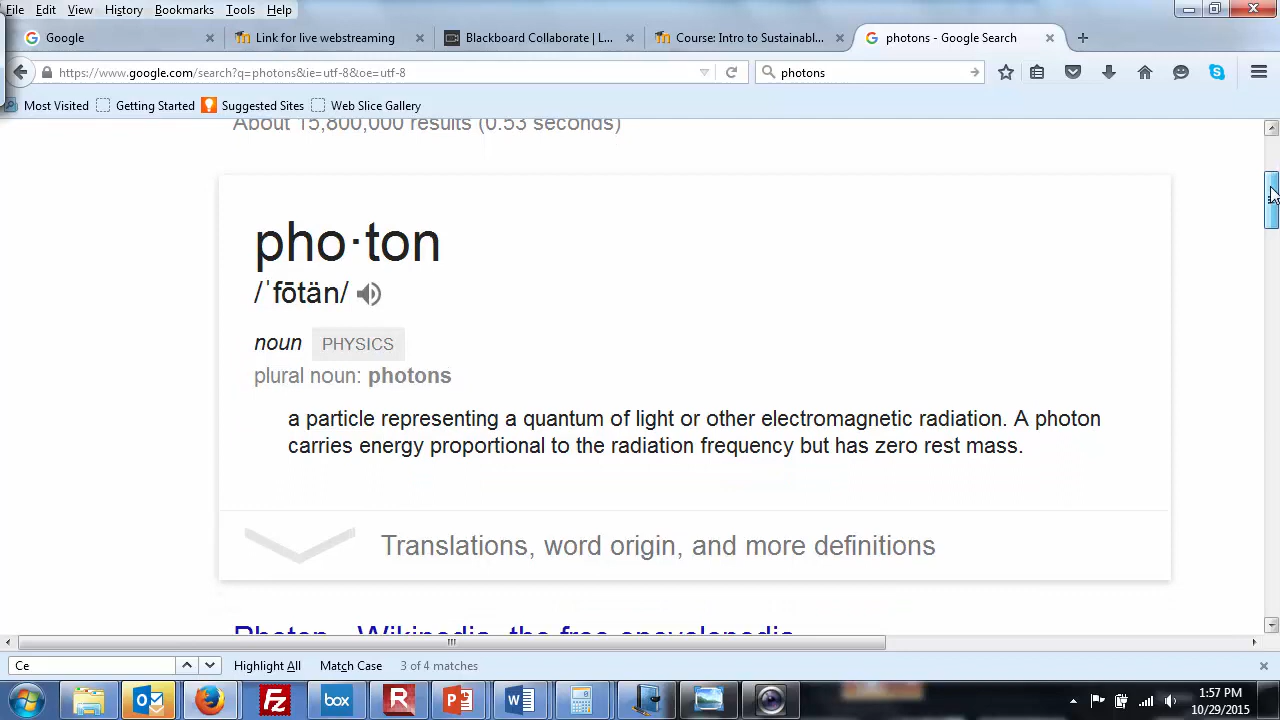 File Edit View History Bookmarks Tools Help
Google Link for live webstreaming Blackboard Collaborate | L... Course: Intro to Sustainabl... photons - Google Search
https://www.google.com/search?q=photons&ie=utf-8&oe=utf-8 photons
Most Visited Getting Started Suggested Sites Web Slice Gallery
About 15,800,000 results (0.53 seconds)
pho·ton
/ˈfōtän/
noun PHYSICS
plural noun: photons
a particle representing a quantum of light or other electromagnetic radiation. A photon
carries energy proportional to the radiation frequency but has zero rest mass.
Translations, word origin, and more definitions
Photon - Wikipedia, the free encyclopedia
Ce Highlight All Match Case 3 of 4 matches
Fz box R P W
1:57 PM
10/29/2015